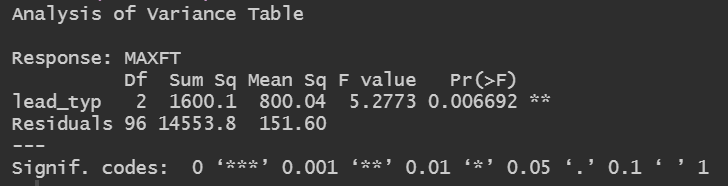 Analysis of Variance Table
Response: MAXFT
Df Sum Sq Mean Sq F value Pr(>F)
lead_typ 2 1600.1 800.04 5.2773 0.006692 **
Residuals 96 14553.8 151.60
---
Signif. codes: 0 ‘***’ 0.001 ‘**’ 0.01 ‘*’ 0.05 ‘.’ 0.1 ‘ ’ 1